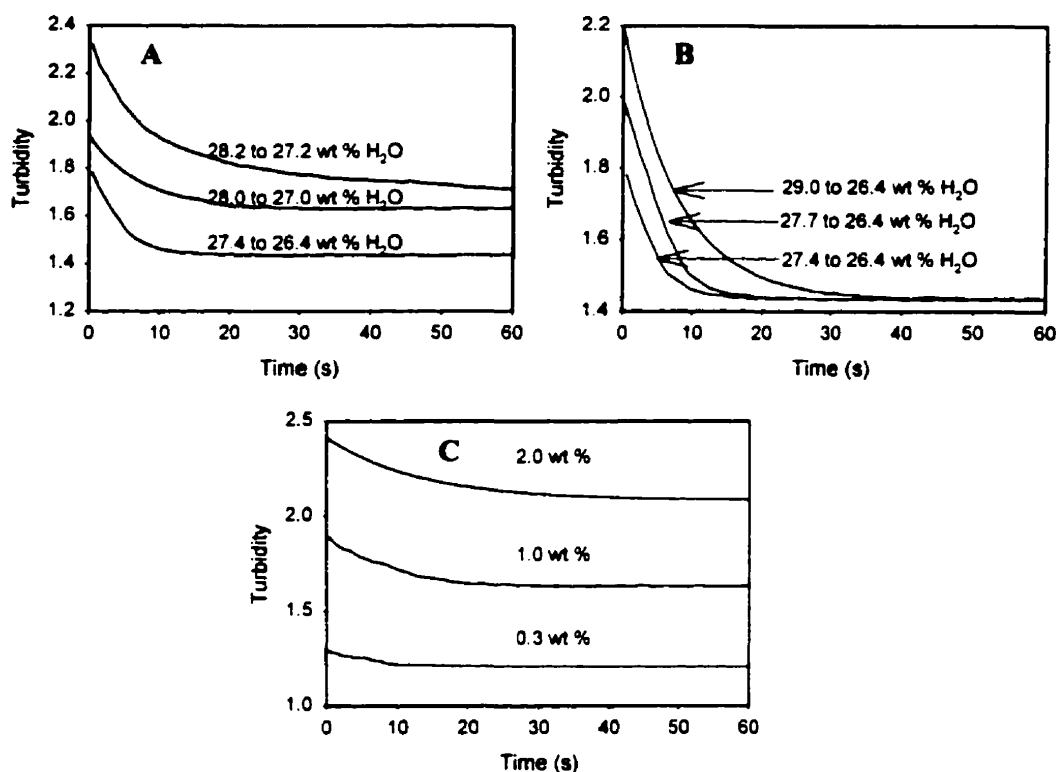 A
Turbidity
2.4
2.2
2.0
1.8
1.6
1.4
1.2
28.2 to 27.2 wt % H₂O
28.0 to 27.0 wt % H₂O
27.4 to 26.4 wt % H₂O
0 10 20 30 40 50 60
Time (s)
B
Turbidity
2.2
2.0
1.8
1.6
1.4
29.0 to 26.4 wt % H₂O
27.7 to 26.4 wt % H₂O
27.4 to 26.4 wt % H₂O
0 10 20 30 40 50 60
Time (s)
C
Turbidity
2.5
2.0
1.5
1.0
2.0 wt %
1.0 wt %
0.3 wt %
0 10 20 30 40 50 60
Time (s)